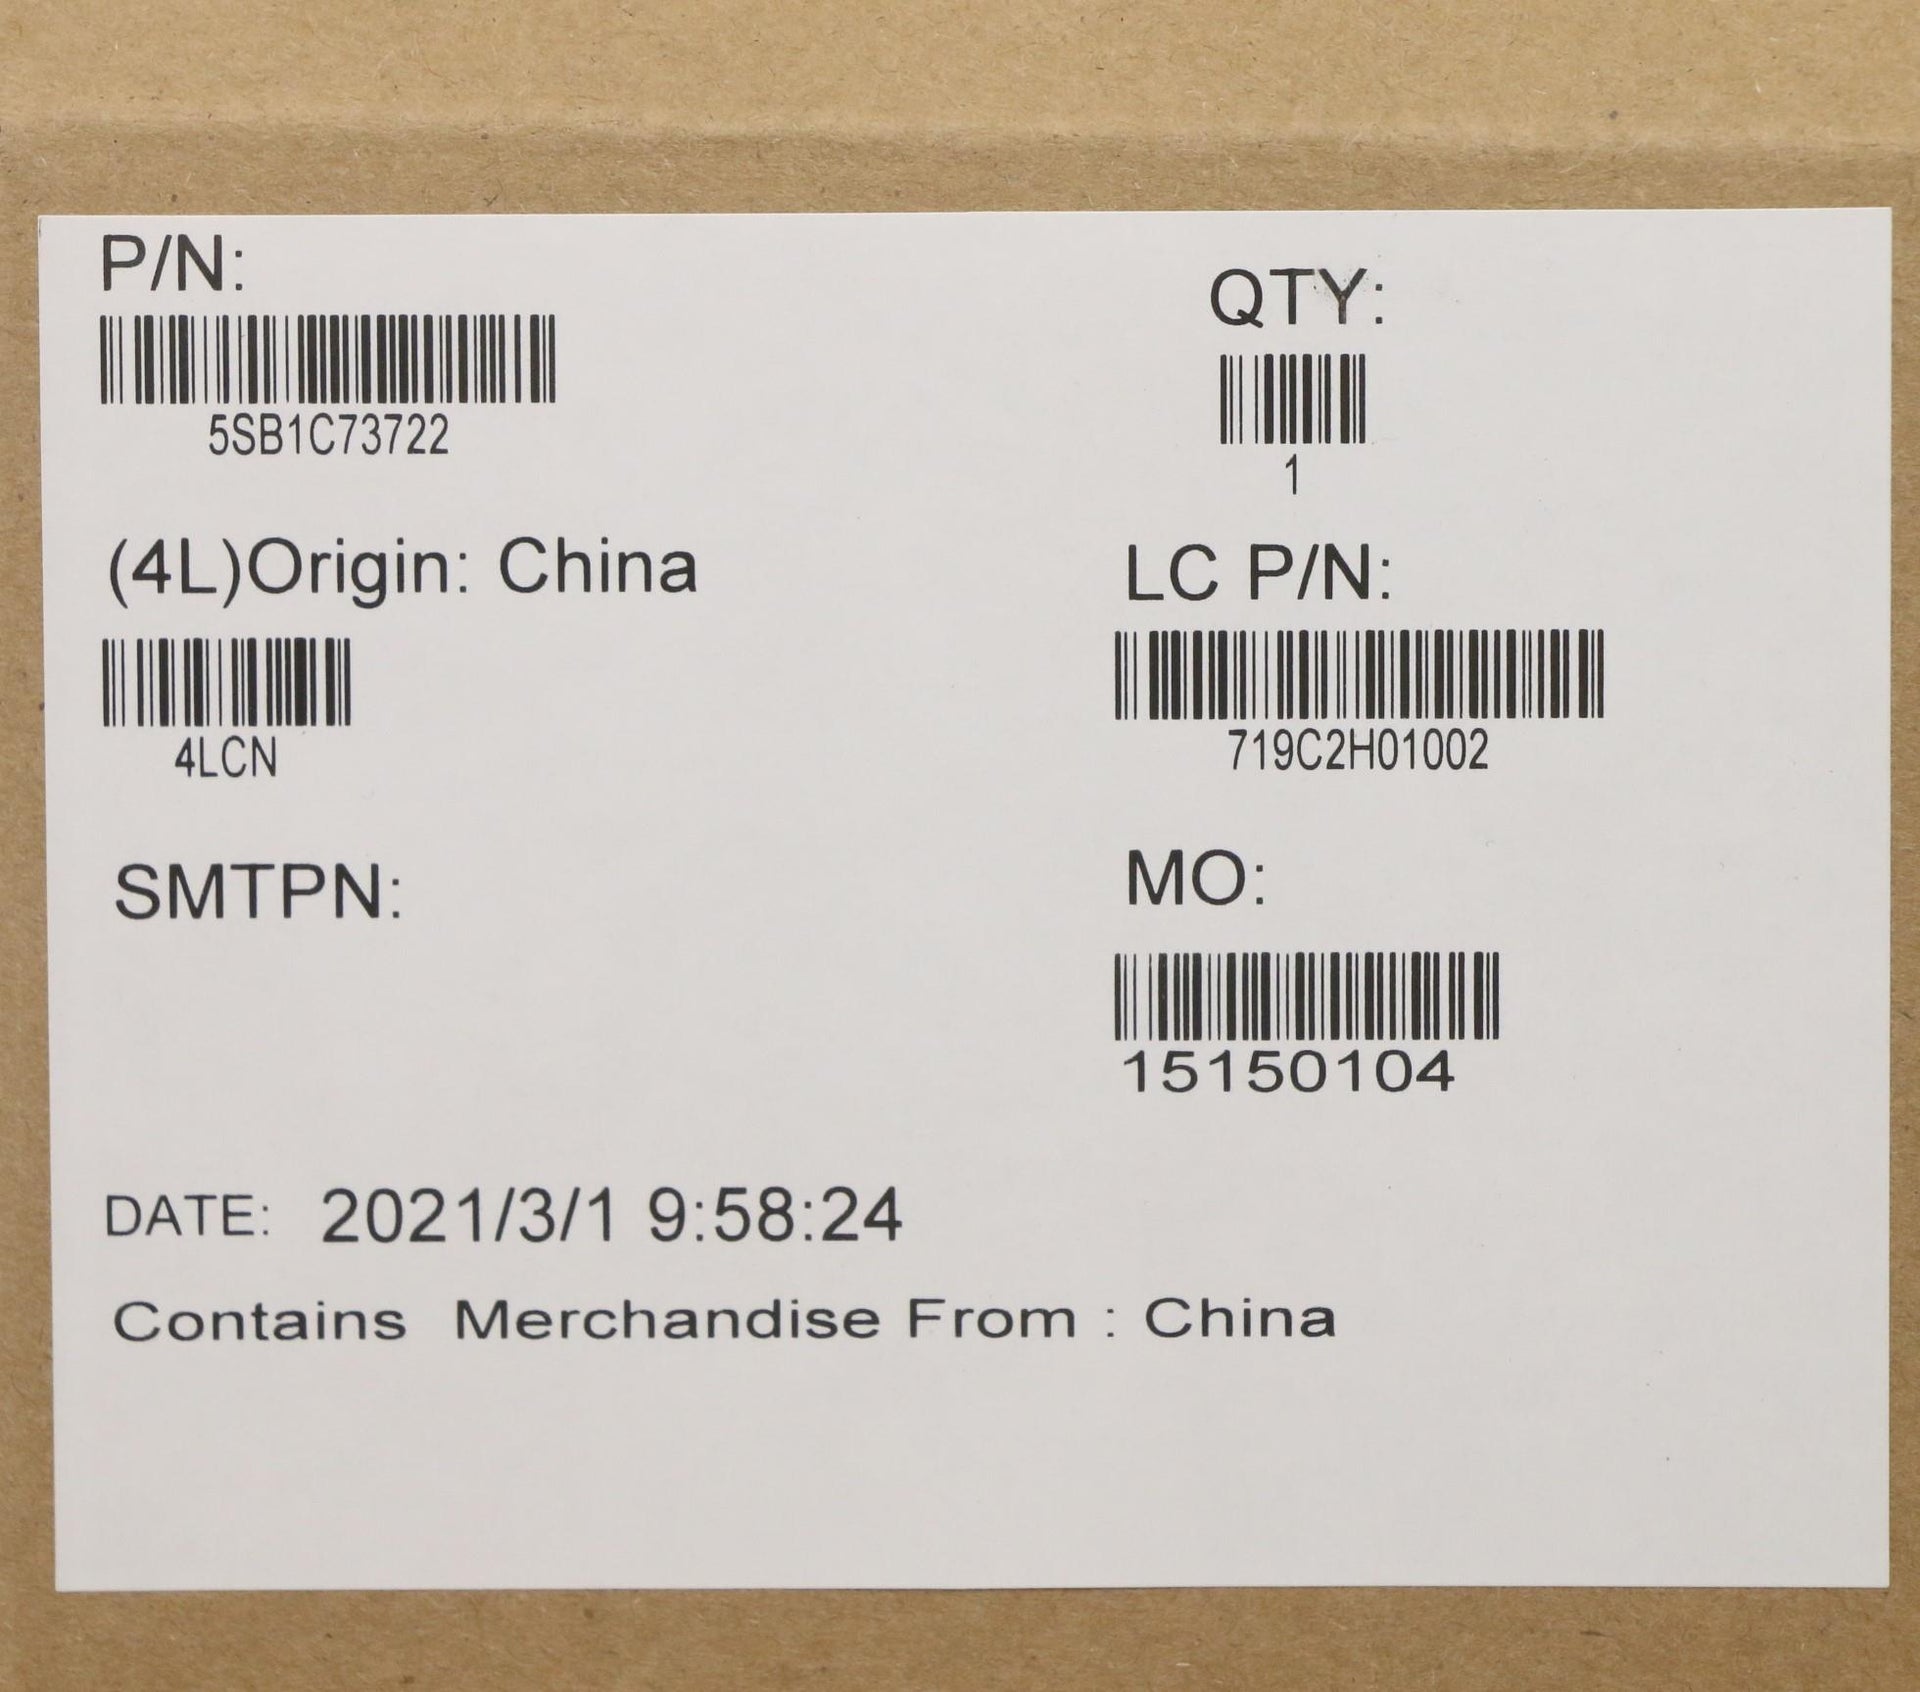 P/N:
5SB1C73722
QTY:
1
(4L)Origin: China
4LCN
LC P/N:
719C2H01002
SMTPN:
MO:
15150104
DATE: 2021/3/1 9:58:24
Contains Merchandise From : China